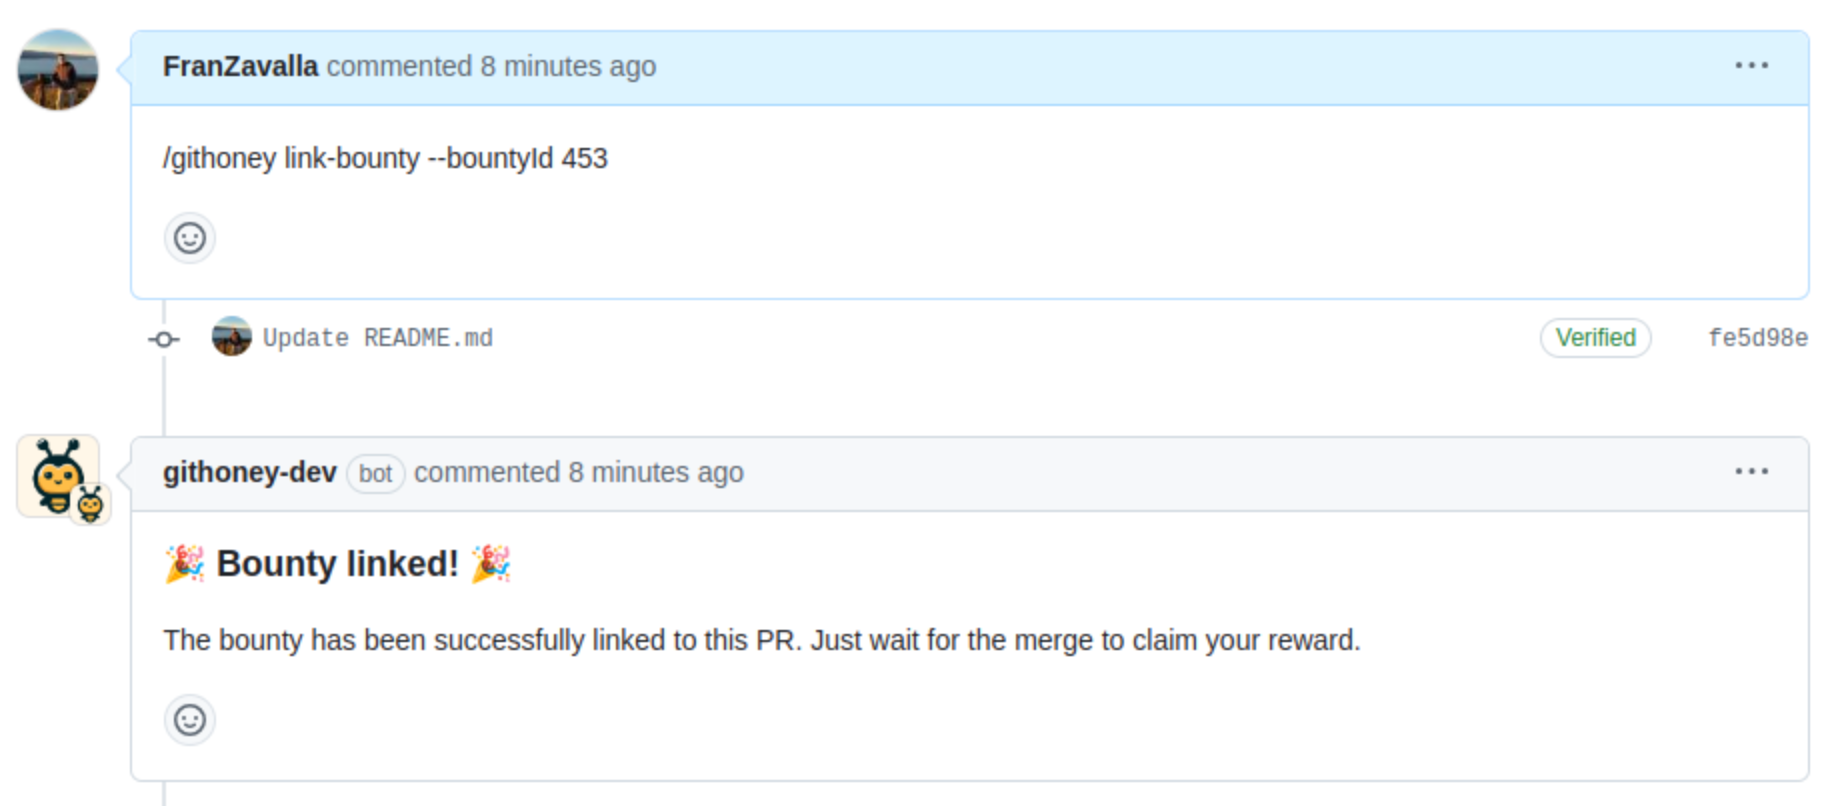 FranZavalla commented 8 minutes ago
/githoney link-bounty --bountyId 453
Update README.md Verified fe5d98e
githoney-dev bot commented 8 minutes ago
🎉 Bounty linked! 🎉
The bounty has been successfully linked to this PR. Just wait for the merge to claim your reward.